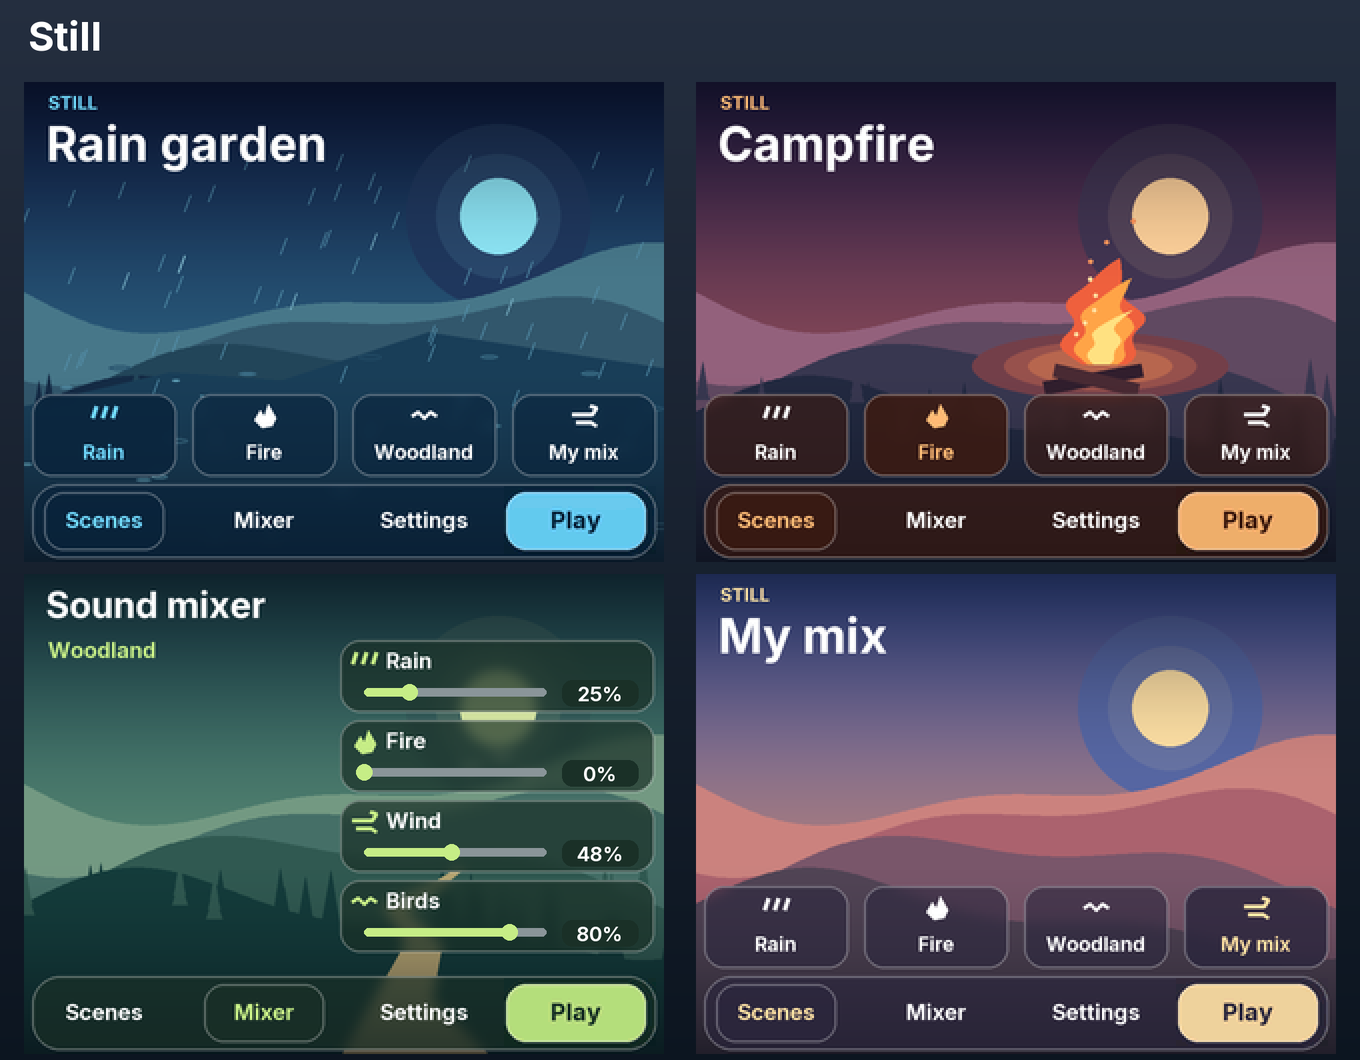 Still
STILL
Rain garden
Rain
Fire
Woodland
My mix
Scenes
Mixer
Settings
Play
STILL
Campfire
Rain
Fire
Woodland
My mix
Scenes
Mixer
Settings
Play
Sound mixer
Woodland
Rain
25%
Fire
0%
Wind
48%
Birds
80%
Scenes
Mixer
Settings
Play
STILL
My mix
Rain
Fire
Woodland
My mix
Scenes
Mixer
Settings
Play